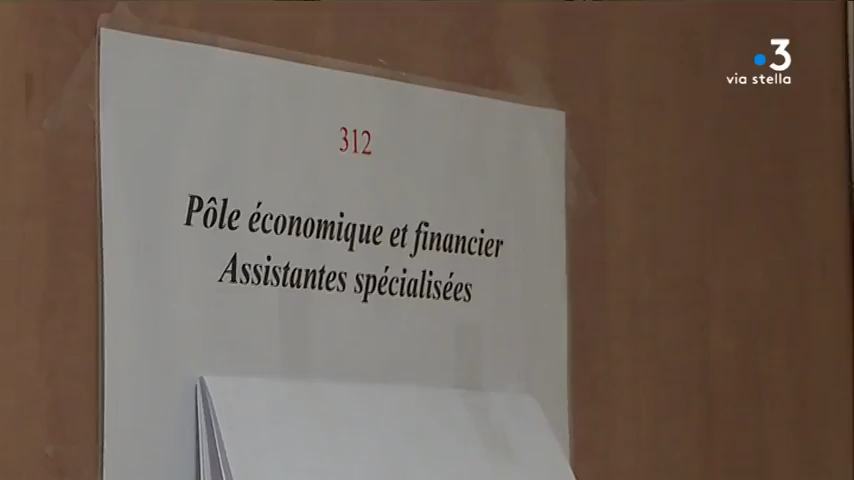 3
via stella
312
Pôle économique et financier
Assistantes spécialisées